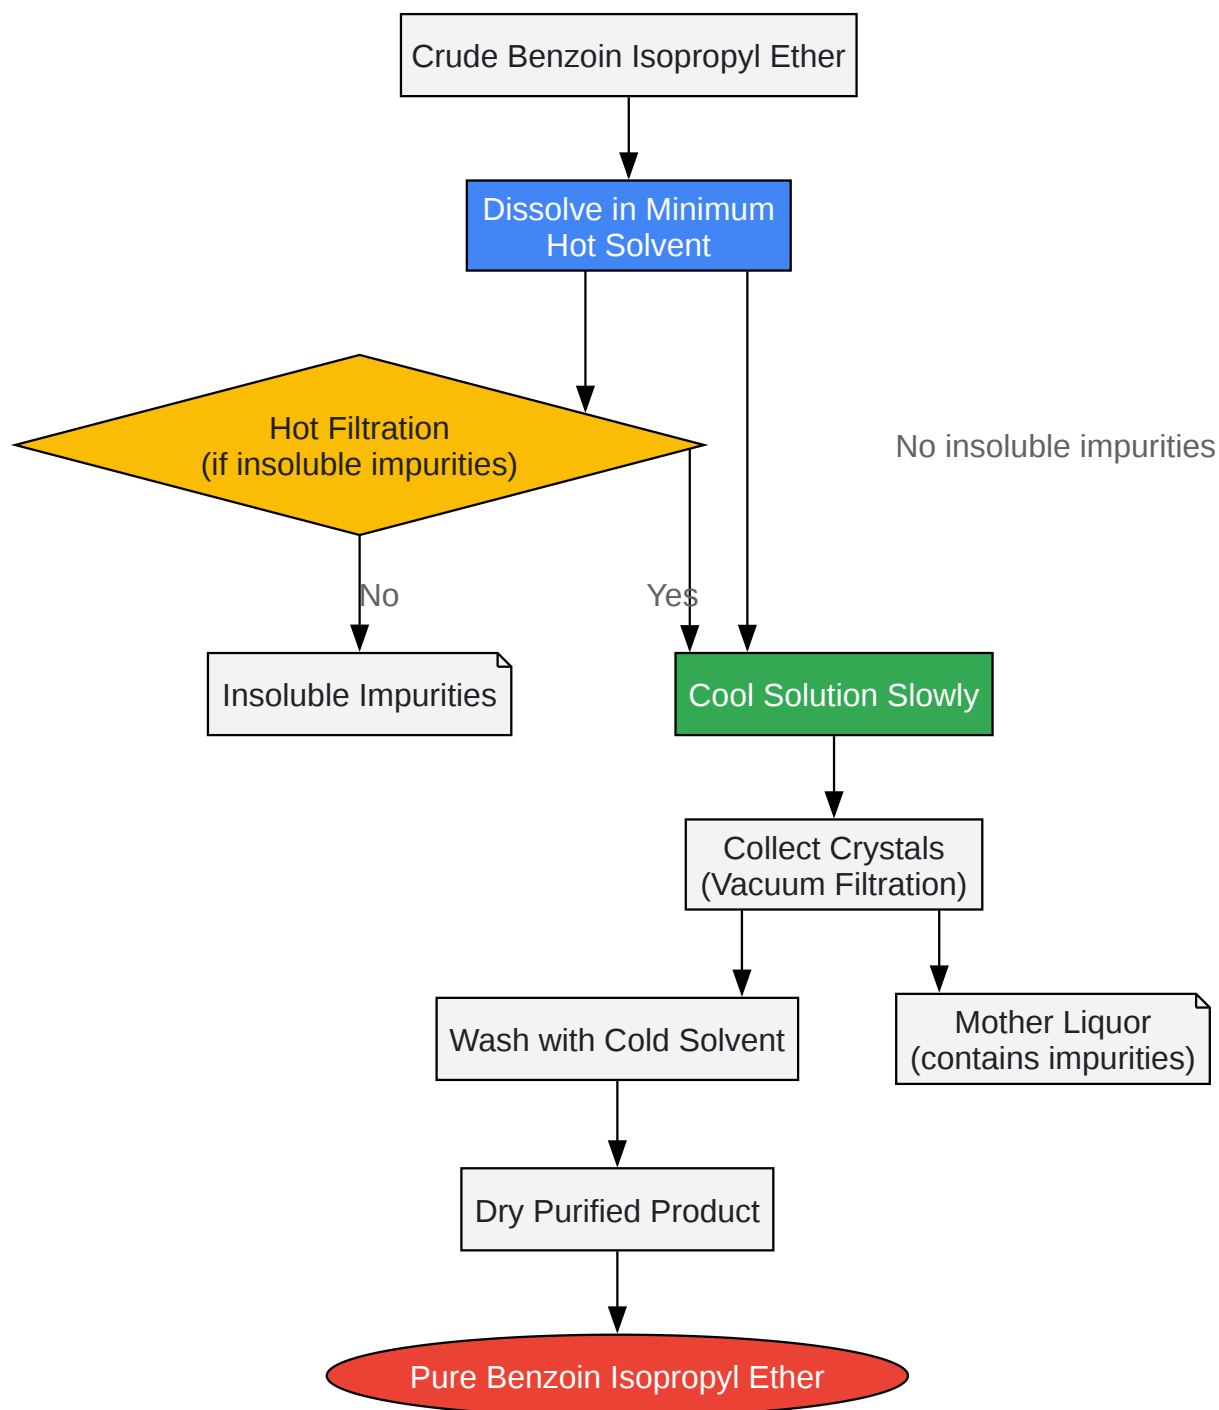 Crude Benzoin Isopropyl Ether
Dissolve in Minimum
Hot Solvent
Hot Filtration
(if insoluble impurities)
No insoluble impurities
No
Yes
Insoluble Impurities
Cool Solution Slowly
Collect Crystals
(Vacuum Filtration)
Wash with Cold Solvent
Mother Liquor
(contains impurities)
Dry Purified Product
Pure Benzoin Isopropyl Ether